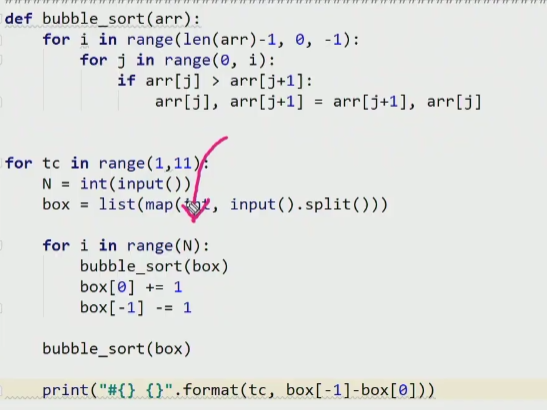 def bubble_sort(arr):
    for i in range(len(arr)-1, 0, -1):
        for j in range(0, i):
            if arr[j] > arr[j+1]:
                arr[j], arr[j+1] = arr[j+1], arr[j]
for tc in range(1,11):
    N = int(input())
    box = list(map(int, input().split()))
    for i in range(N):
        bubble_sort(box)
        box[0] += 1
        box[-1] -= 1
    bubble_sort(box)
    print("#{} {}".format(tc, box[-1]-box[0]))